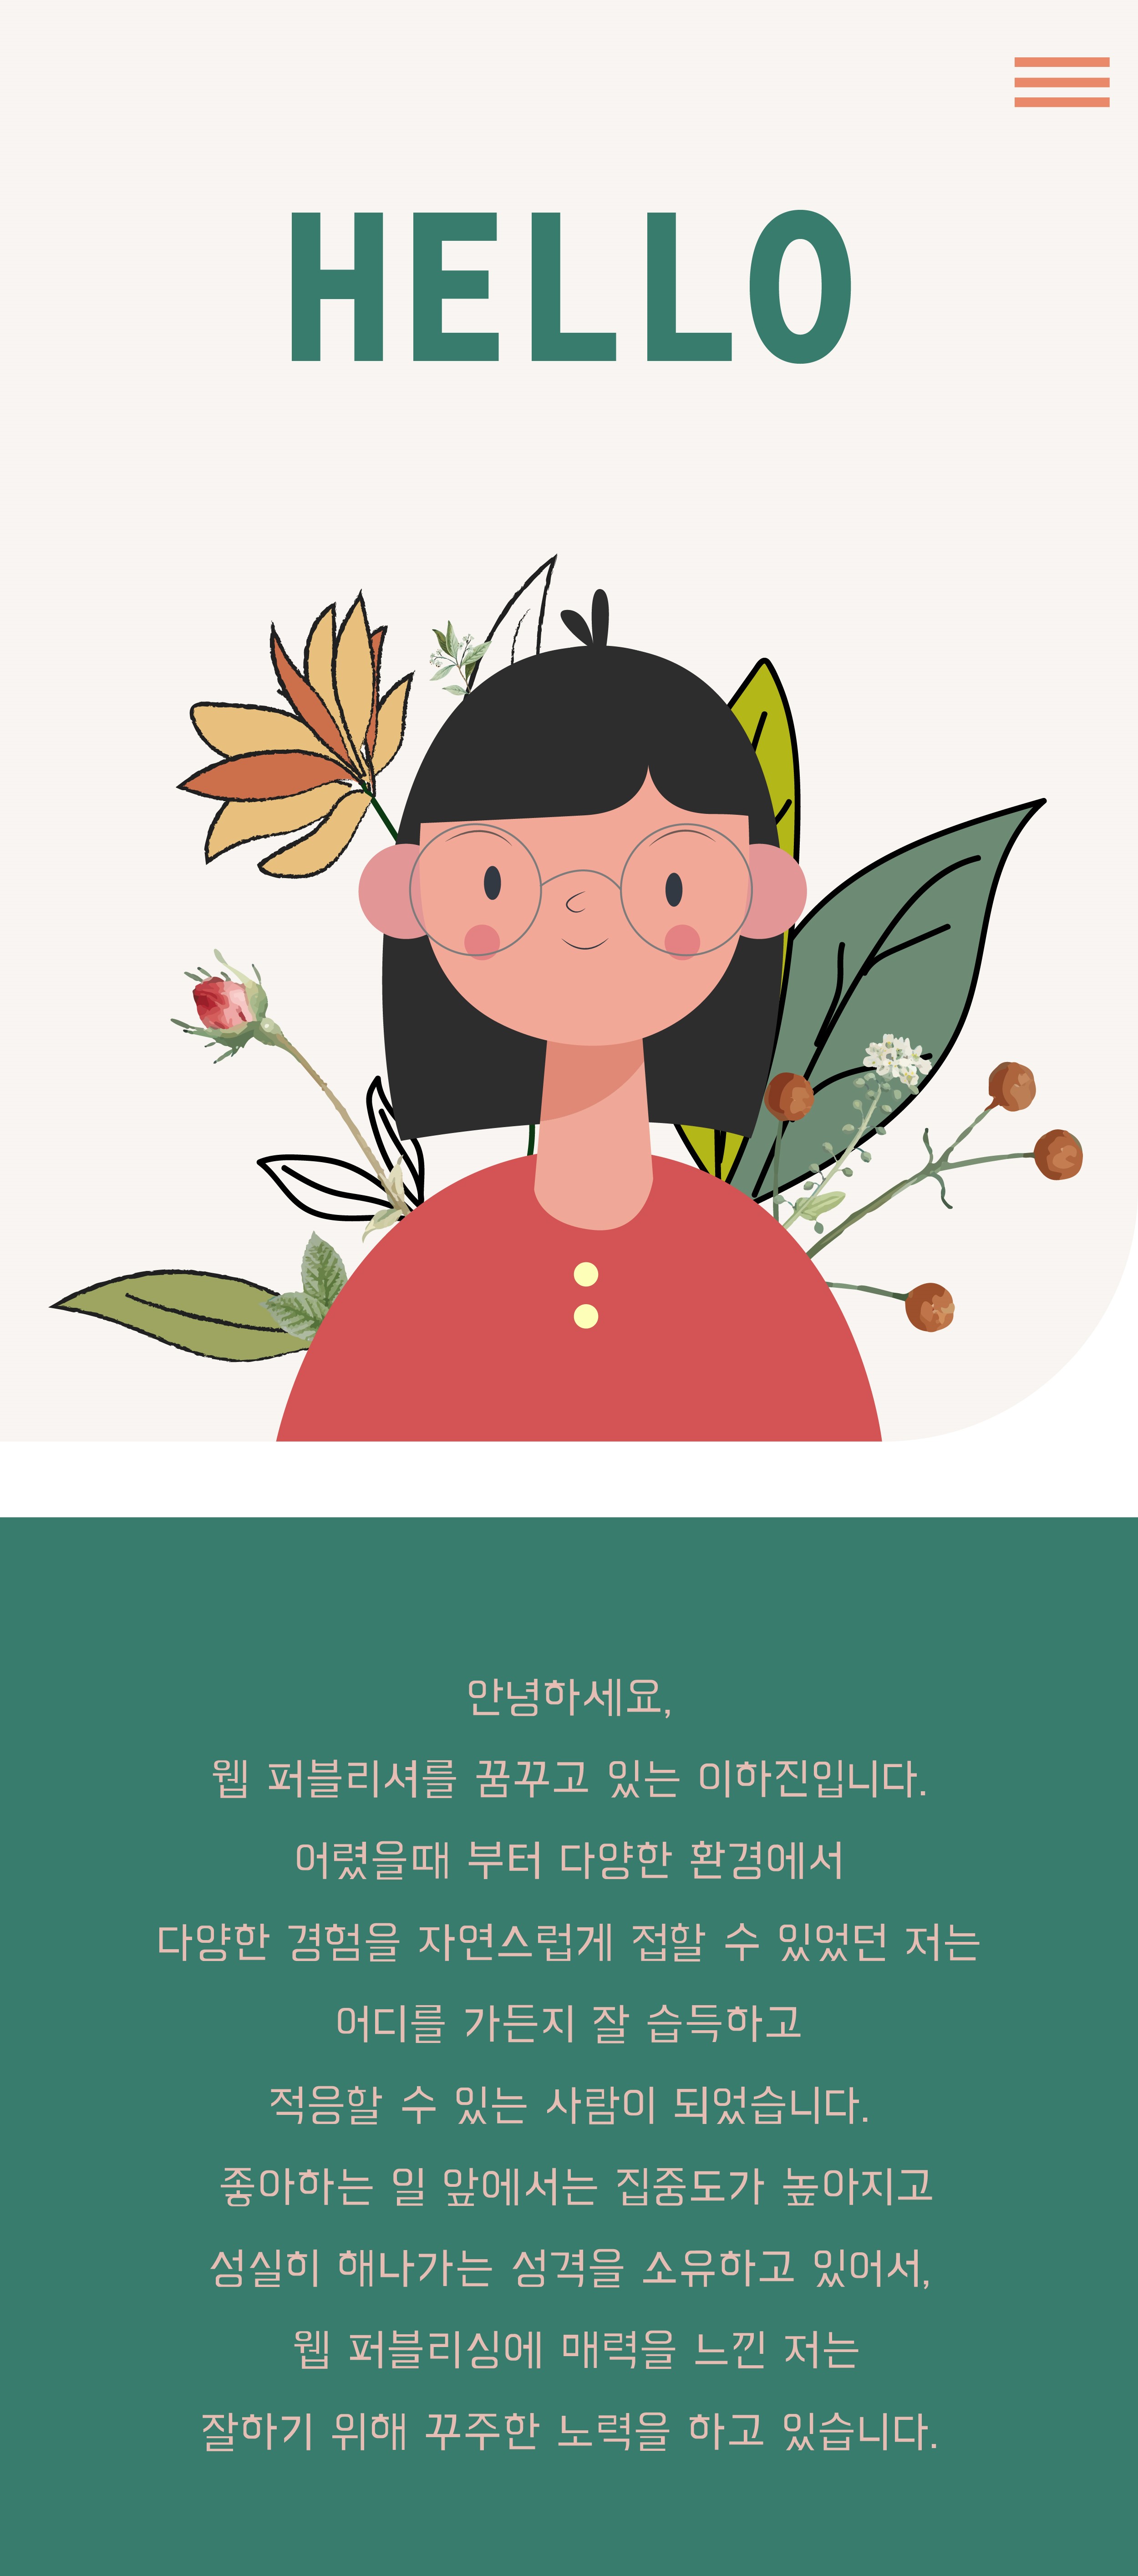 HELLO
안녕하세요,
웹 퍼블리셔를 꿈꾸고 있는 이하진입니다.
어렸을때 부터 다양한 환경에서
다양한 경험을 자연스럽게 접할 수 있었던 저는
어디를 가든지 잘 습득하고
적응할 수 있는 사람이 되었습니다.
좋아하는 일 앞에서는 집중도가 높아지고
성실히 해나가는 성격을 소유하고 있어서,
웹 퍼블리싱에 매력을 느낀 저는
잘하기 위해 꾸주한 노력을 하고 있습니다.